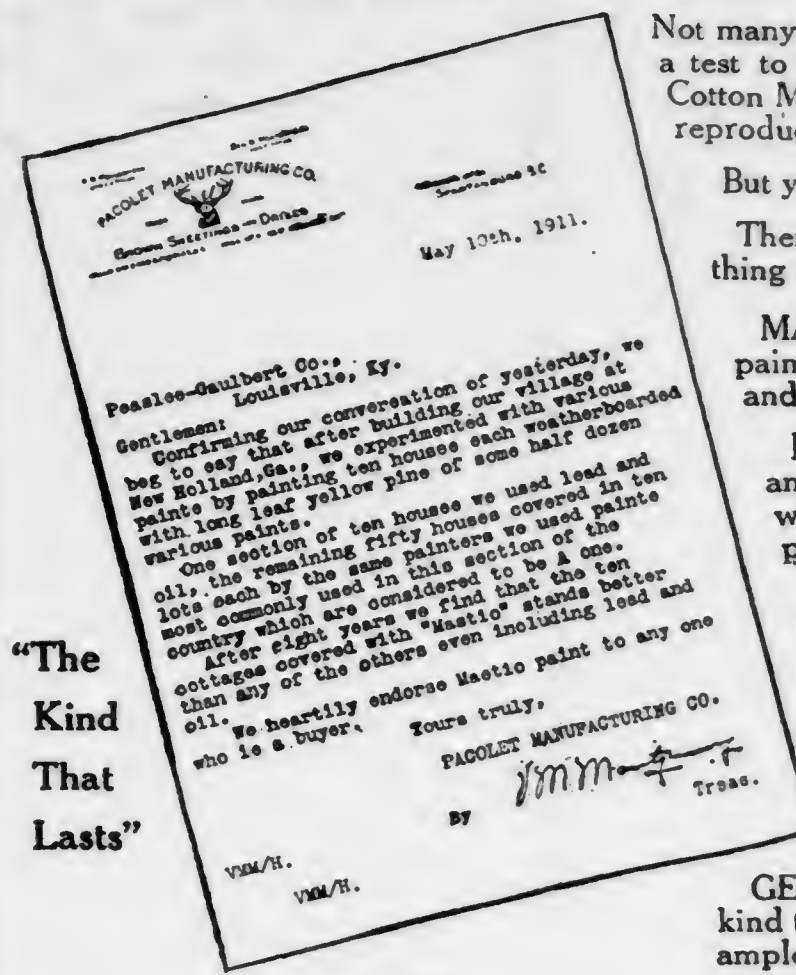 Not many
a test to
Cotton M
reproduc
But y
Ther
thing
MA
pain
and
an
w
p
GE
kind t
ample
"The
Kind
That
Lasts"
PACOLET MANUFACTURING CO.
BROWN SHEETINGS AND DRILLS
SPARTANBURG S.C.
May 10th, 1911.
Peaslee-Gaulbert Co.,
Louisville, Ky.
Gentlemen:
Confirming our conversation of yesterday, we
beg to say that after building our village at
New Holland, Ga., we experimented with various
paints by painting ten houses each weatherboarded
with long leaf yellow pine of some half dozen
various paints.
One section of ten houses we used lead and
oil, the remaining fifty houses covered in ten
lots each by the same painters we used paints
most commonly used in this section of the
country which are considered to be A one.
After eight years we find that the ten
cottages covered with "Mastic" stands better
than any of the others even including lead and
oil.
We heartily endorse Mastic paint to any one
who is a buyer.
Yours truly,
PACOLET MANUFACTURING CO.
By
Treas.
VMM/H.
VMM/H.